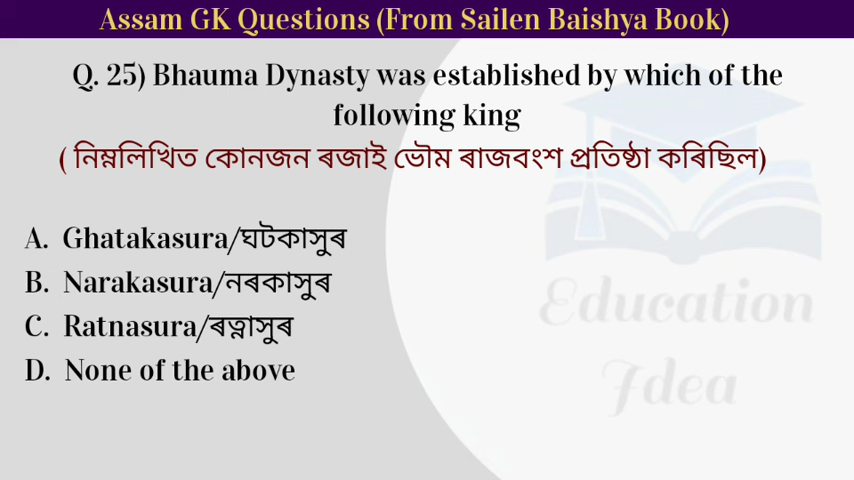 Assam GK Questions (From Sailen Baishya Book)
Q. 25) Bhauma Dynasty was established by which of the
following king
( নিম্নলিখিত কোনজন ৰজাই ভৌম ৰাজবংশ প্ৰতিষ্ঠা কৰিছিল)
A. Ghatakasura/ঘটকাসুৰ
B. Narakasura/নৰকাসুৰ
C. Ratnasura/ৰত্নাসুৰ
D. None of the above
Education
Idea